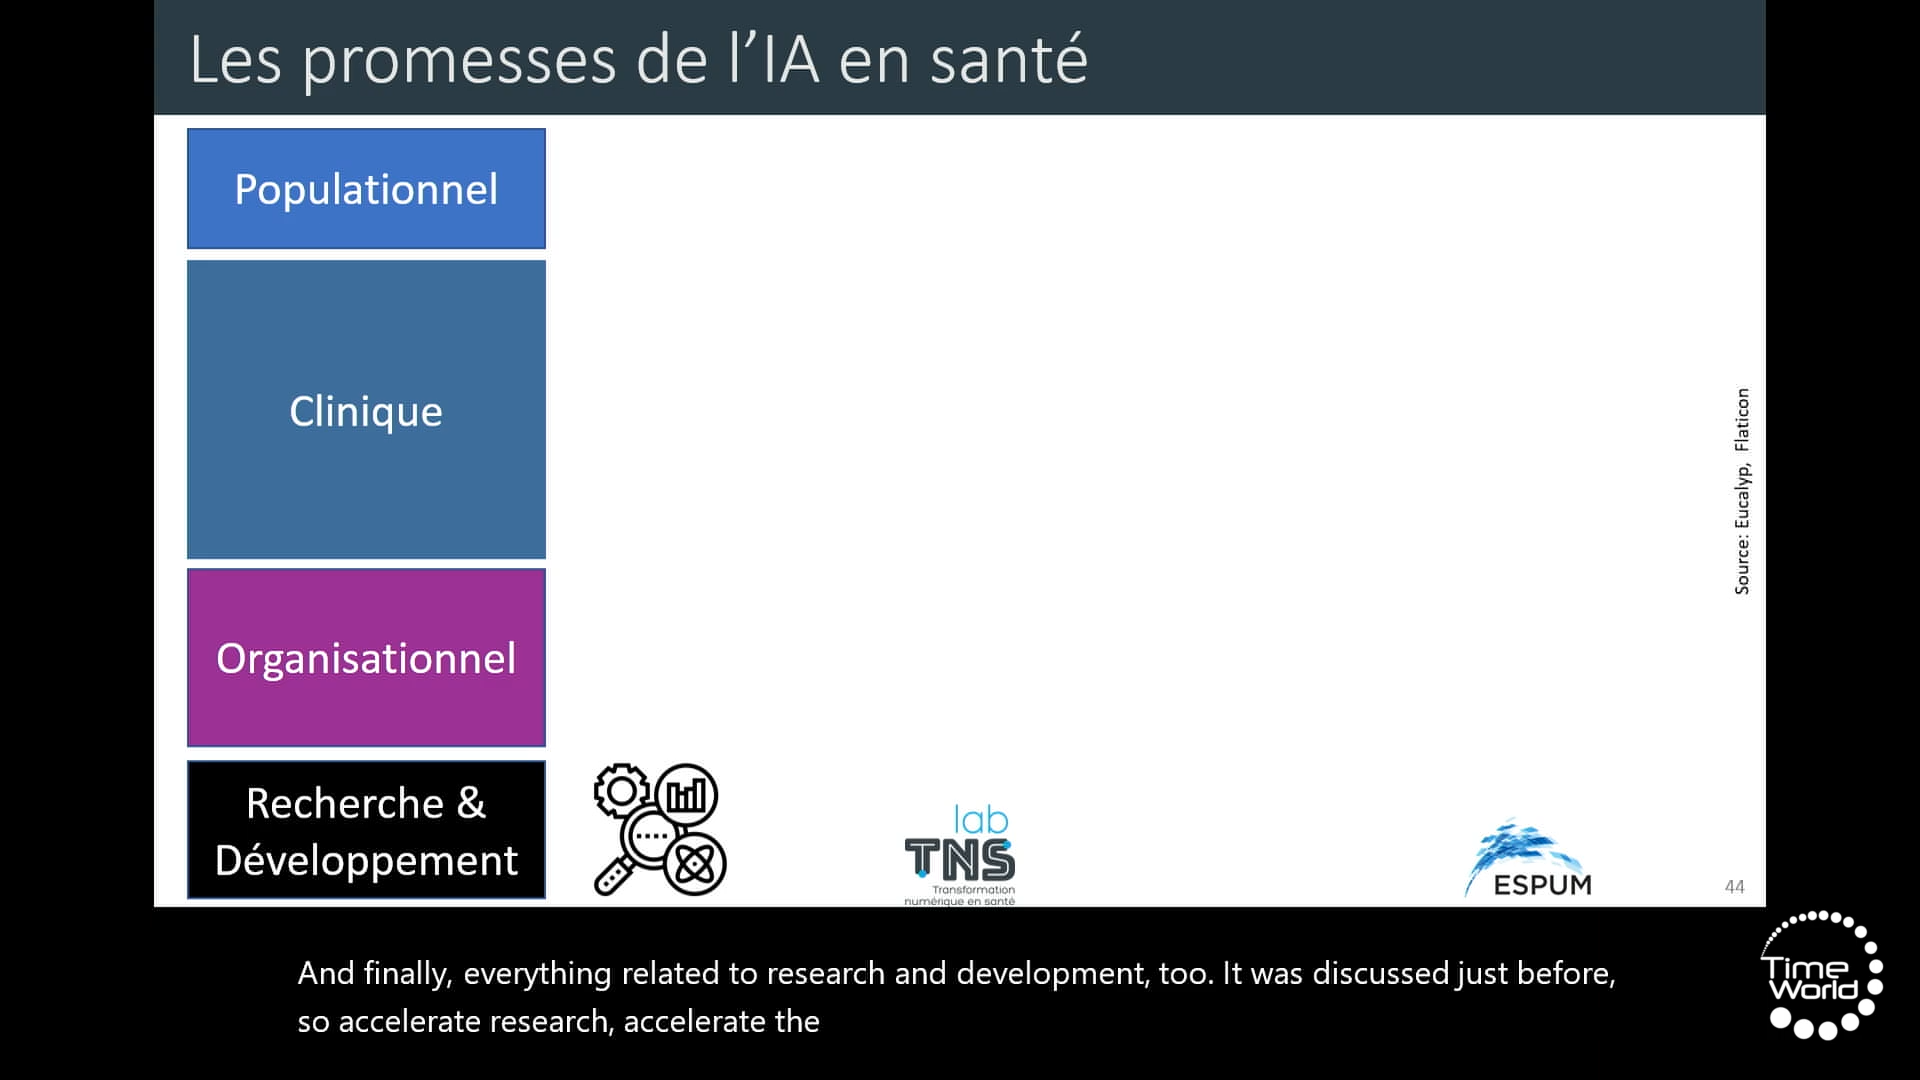 Les promesses de l’IA en santé
Populationnel
Clinique
Organisationnel
Recherche &
Développement
Source: Eucalyp, Flaticon
lab
TNS
Transformation
numérique en santé
ESPUM
44
And finally, everything related to research and development, too. It was discussed just before,
so accelerate research, accelerate the
Time
World